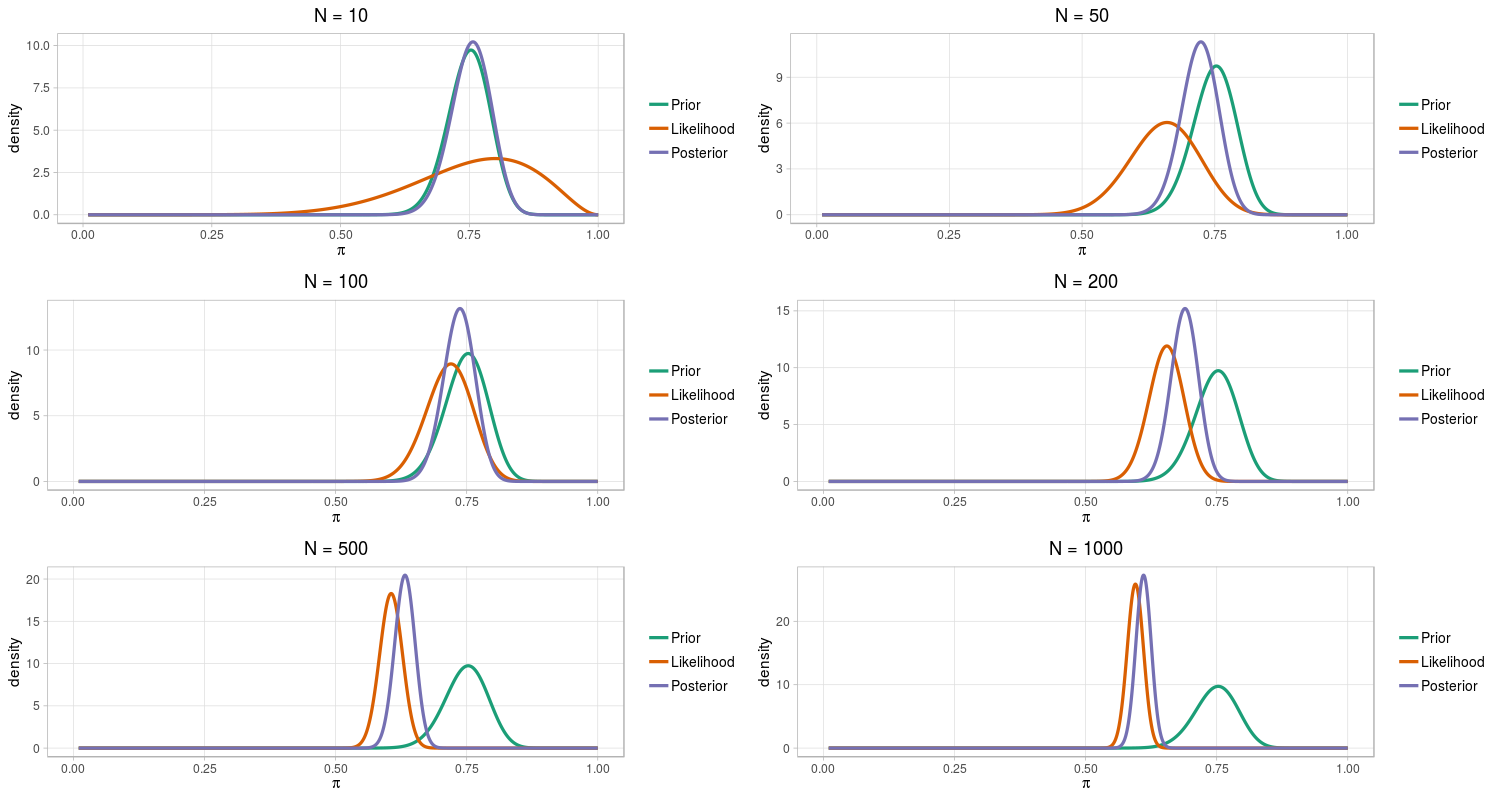 N = 10
density
10.0
7.5
5.0
2.5
0.0
0.00 0.25 0.50 0.75 1.00
π
Prior
Likelihood
Posterior
N = 50
density
9
6
3
0
0.00 0.25 0.50 0.75 1.00
π
Prior
Likelihood
Posterior
N = 100
density
10
5
0
0.00 0.25 0.50 0.75 1.00
π
Prior
Likelihood
Posterior
N = 200
density
15
10
5
0
0.00 0.25 0.50 0.75 1.00
π
Prior
Likelihood
Posterior
N = 500
density
20
15
10
5
0
0.00 0.25 0.50 0.75 1.00
π
Prior
Likelihood
Posterior
N = 1000
density
20
10
0
0.00 0.25 0.50 0.75 1.00
π
Prior
Likelihood
Posterior